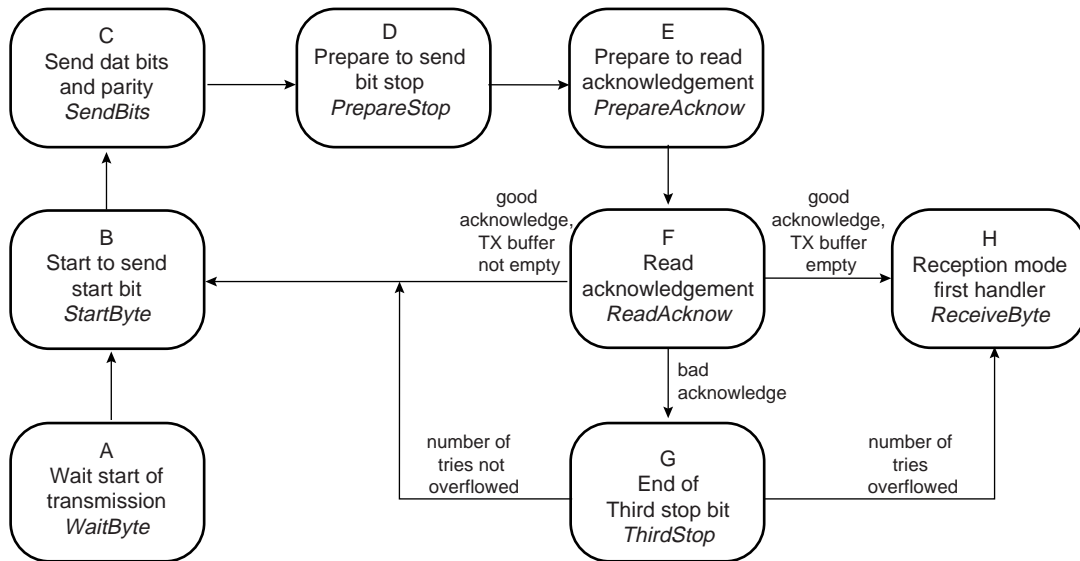 C
Send dat bits
and parity
SendBits
D
Prepare to send
bit stop
PrepareStop
E
Prepare to read
acknowledgement
PrepareAcknow
good
acknowledge,
TX buffer
not empty
good
acknowledge,
TX buffer
empty
B
Start to send
start bit
StartByte
F
Read
acknowledgement
ReadAcknow
H
Reception mode
first handler
ReceiveByte
bad
acknowledge
A
Wait start of
transmission
WaitByte
number of
tries not
overflowed
G
End of
Third stop bit
ThirdStop
number of
tries
overflowed